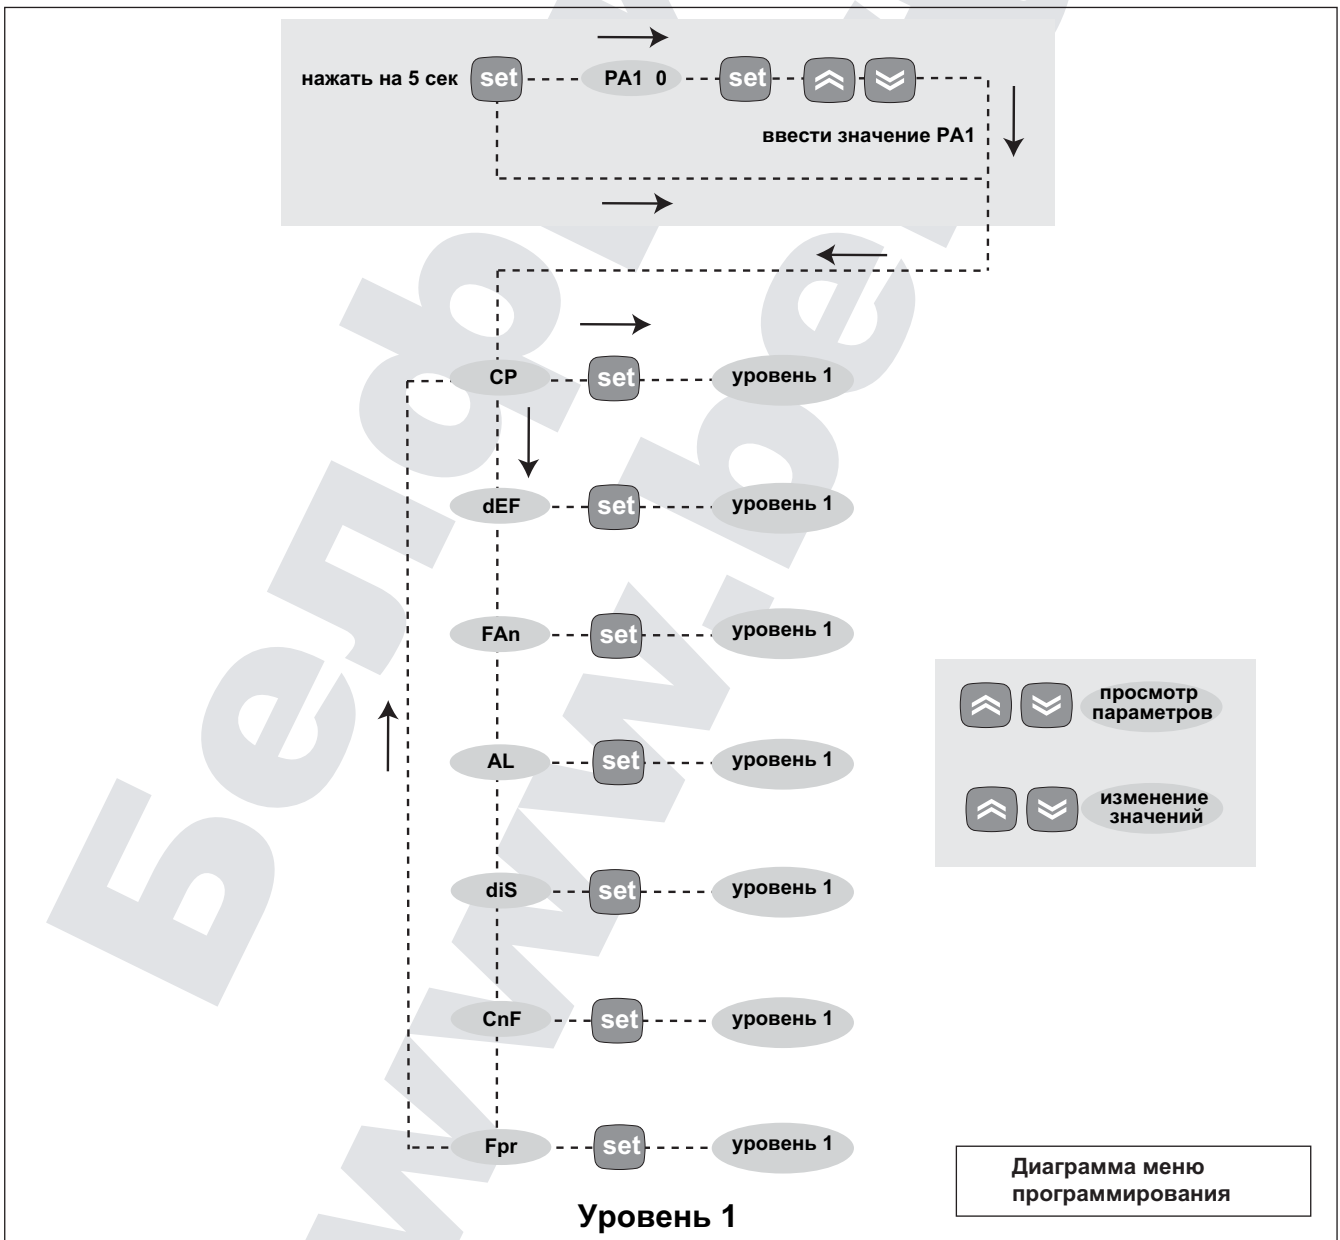 нажать на 5 сек set PA1 0 set
ввести значение PA1
CP set уровень 1
dEF set уровень 1
FAn set уровень 1
просмотр
параметров
AL set уровень 1
изменение
значений
diS set уровень 1
CnF set уровень 1
Fpr set уровень 1
Диаграмма меню
программирования
Уровень 1